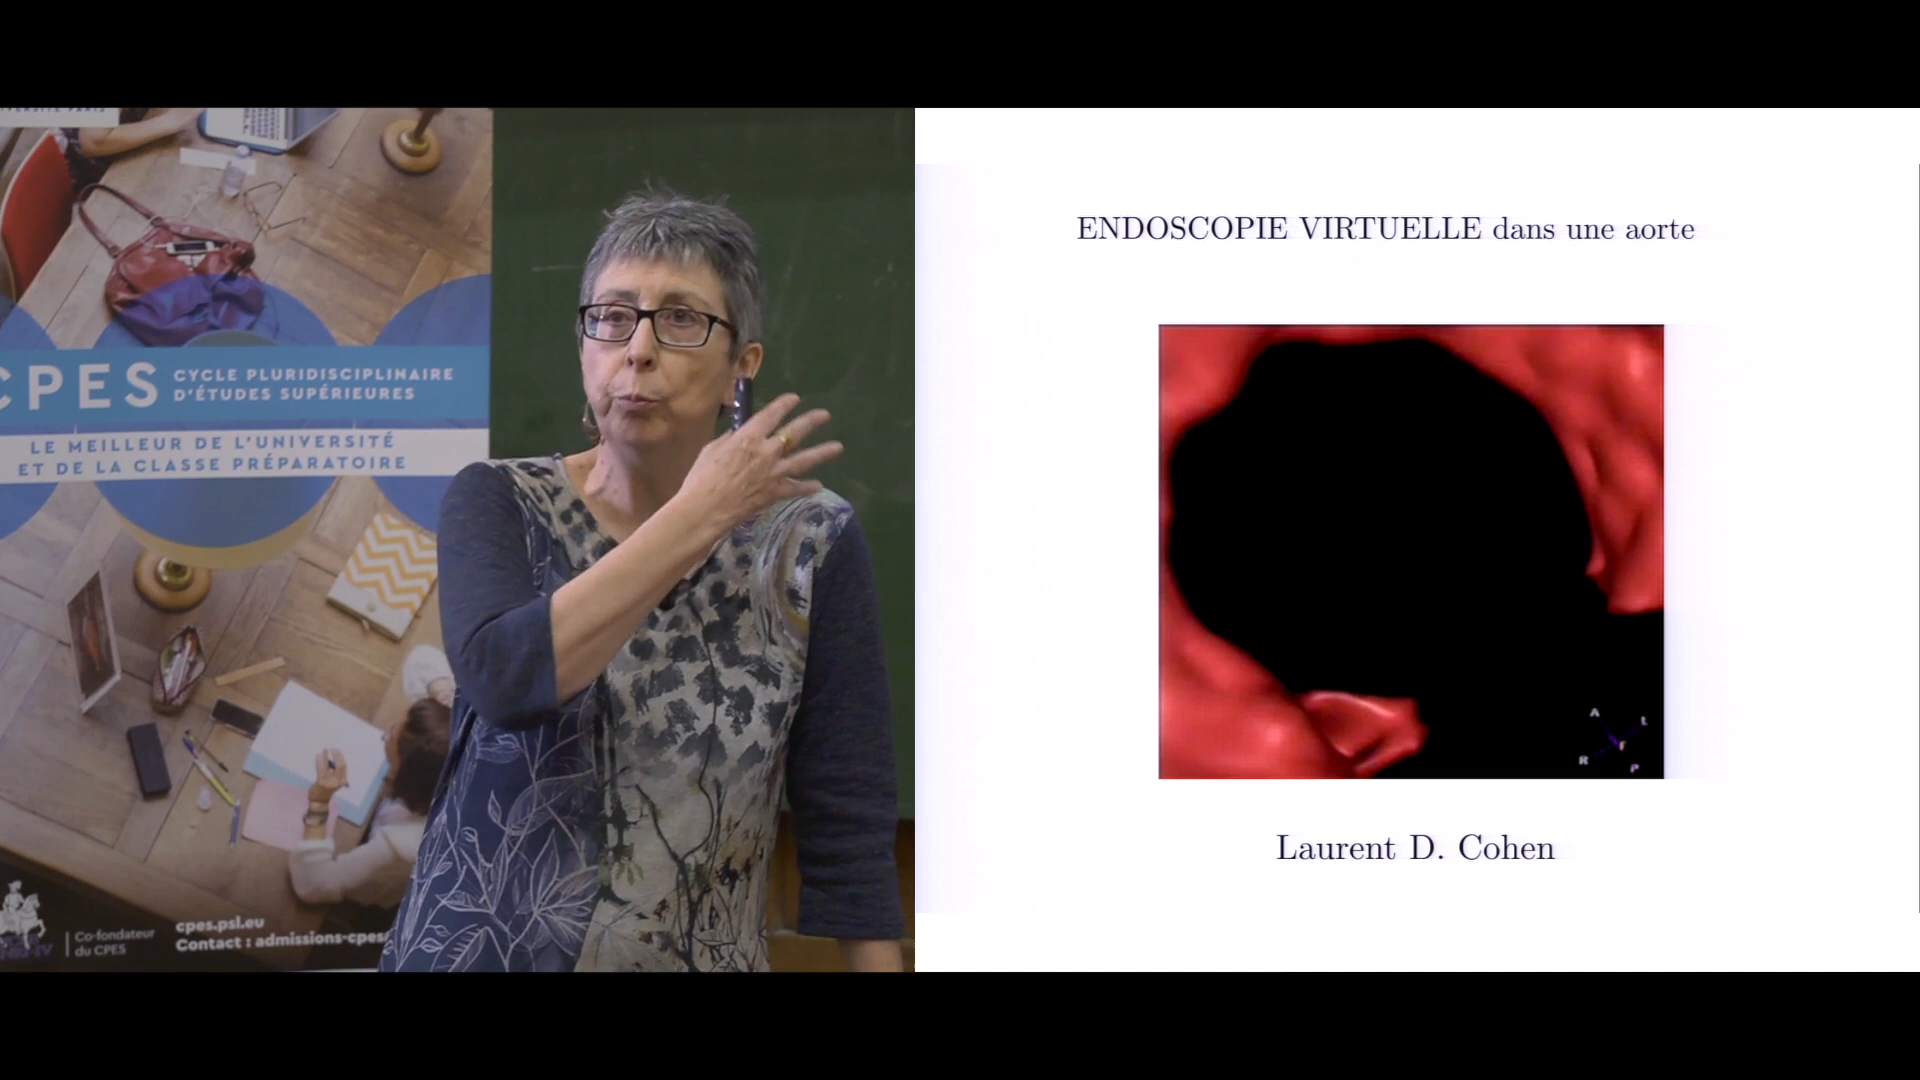 CPES
CYCLE PLURIDISCIPLINAIRE
D'ÉTUDES SUPÉRIEURES
LE MEILLEUR DE L'UNIVERSITÉ
ET DE LA CLASSE PRÉPARATOIRE
Co-fondateur
du CPES
cpes.psl.eu
Contact : admissions-cpes
ENDOSCOPIE VIRTUELLE dans une aorte
A
L
F
R
P
Laurent D. Cohen